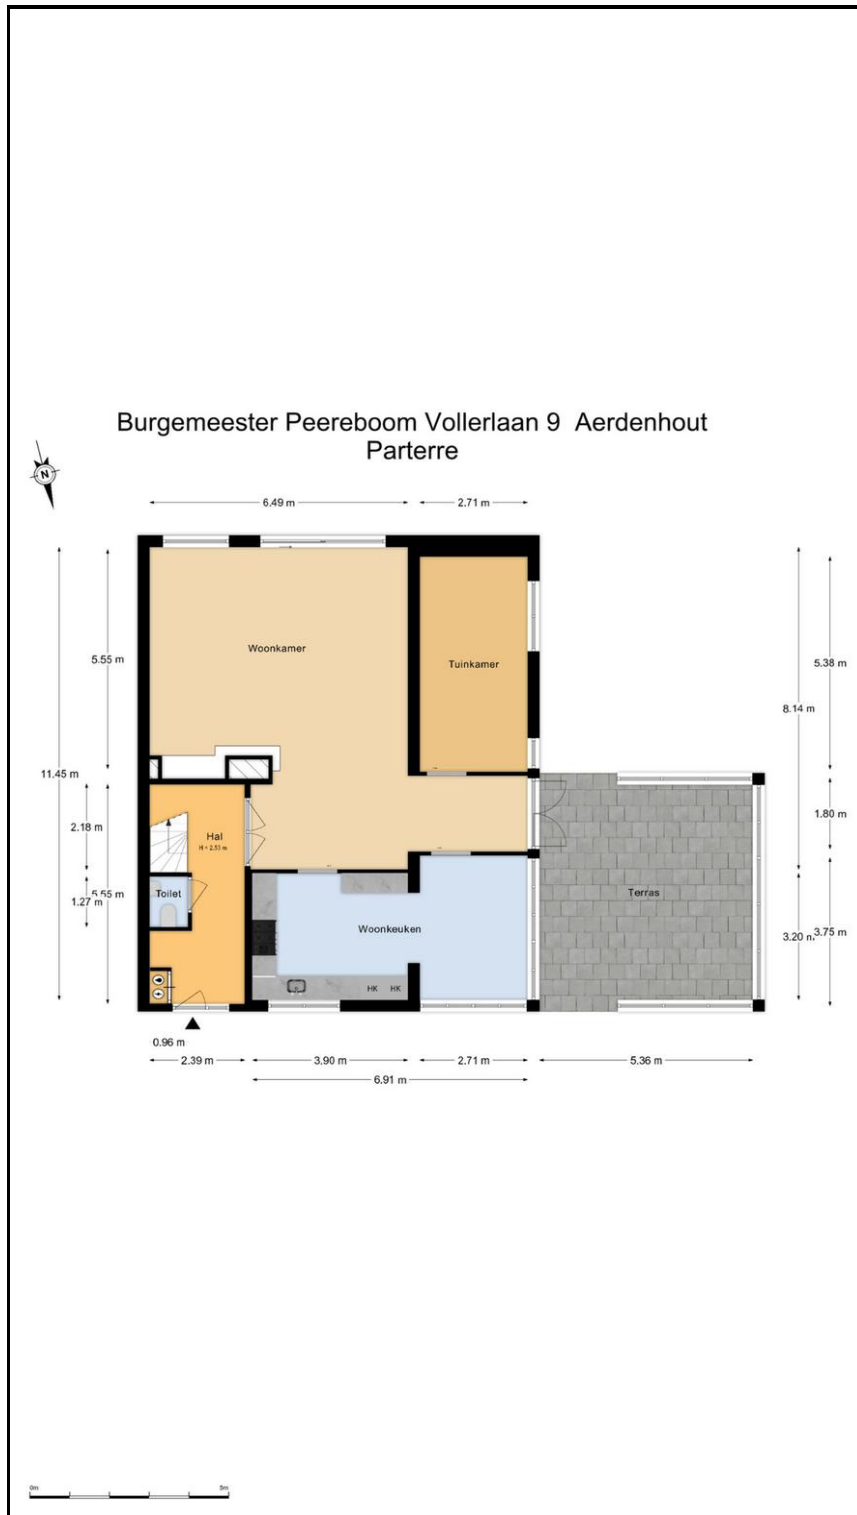 Burgemeester Peereboom Vollerlaan 9 Aerdenhout
Parterre
N
6.49 m
2.71 m
5.55 m
Woonkamer
Tuinkamer
5.38 m
8.14 m
11.45 m
2.18 m
Hal
H = 2.53 m
1.80 m
5.55 m
1.27 m
Toilet
Terras
Woonkeuken
3.20 m
3.75 m
HK HK
0.96 m
2.39 m
3.90 m
2.71 m
5.36 m
6.91 m
0m
5m